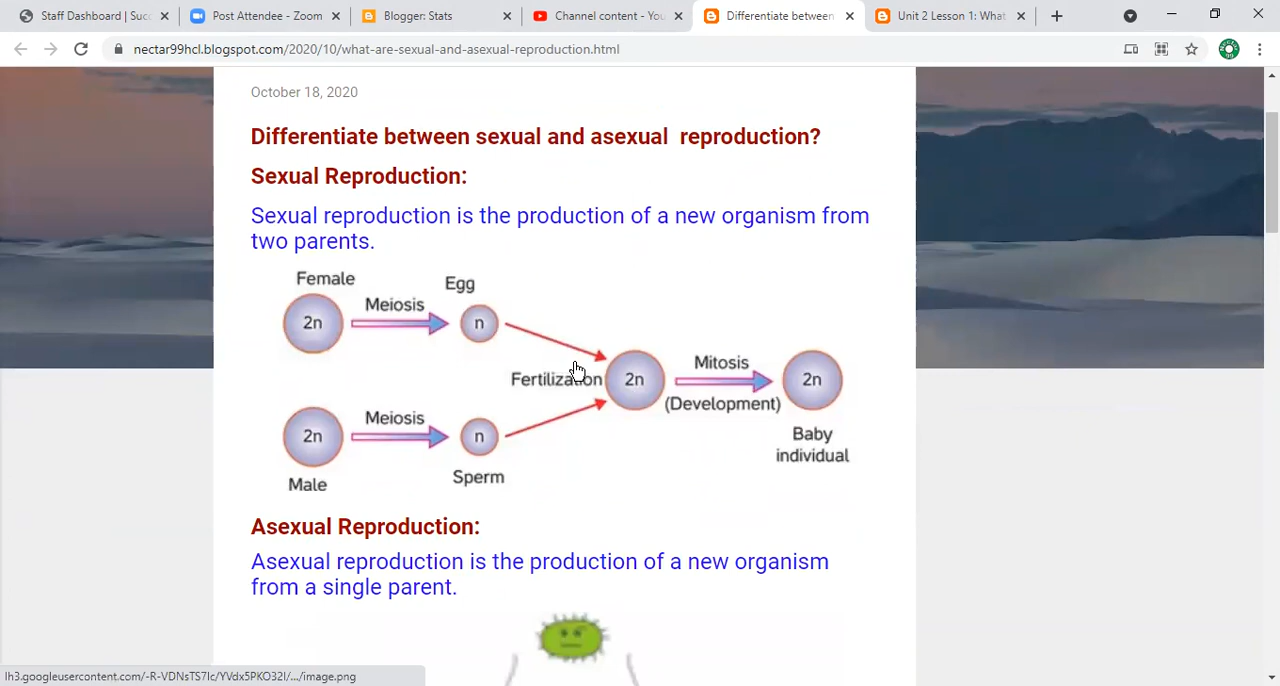 Staff Dashboard | Suc
Post Attendee - Zoom
Blogger: Stats
Channel content - You
Differentiate between
Unit 2 Lesson 1: What
nectar99hcl.blogspot.com/2020/10/what-are-sexual-and-asexual-reproduction.html
October 18, 2020
Differentiate between sexual and asexual  reproduction?
Sexual Reproduction:
Sexual reproduction is the production of a new organism from
two parents.
Female
Egg
2n
Meiosis
n
Fertilization
2n
Mitosis
(Development)
2n
Baby
individual
2n
Meiosis
n
Male
Sperm
Asexual Reproduction:
Asexual reproduction is the production of a new organism
from a single parent.
lh3.googleusercontent.com/-R-VDNsTS7lc/YVdx5PKO32I/.../image.png